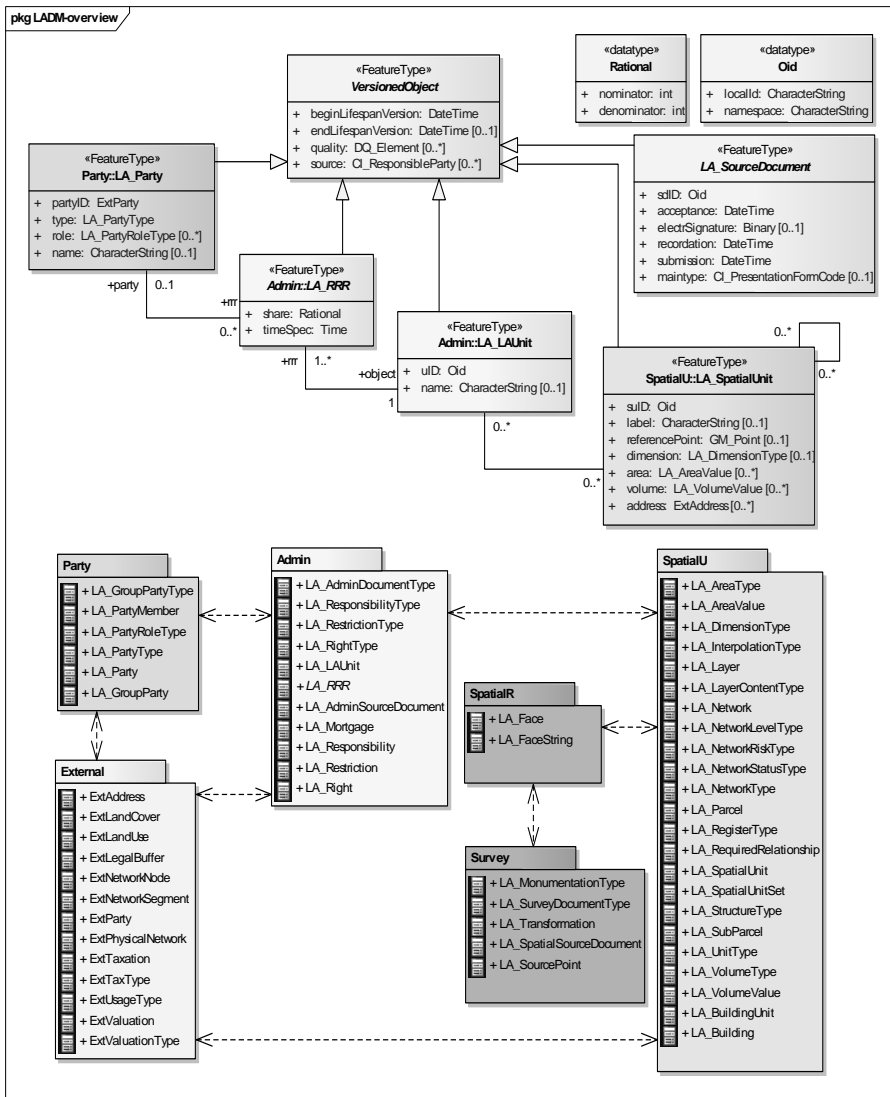 pkg LADM-overview
«FeatureType»
VersionedObject
+ beginLifespanVersion: DateTime
+ endLifespanVersion: DateTime [0..1]
+ quality: DQ_Element [0..*]
+ source: CI_ResponsibleParty [0..*]
«datatype»
Rational
+ nominator: int
+ denominator: int
«datatype»
Oid
+ localId: CharacterString
+ namespace: CharacterString
«FeatureType»
Party::LA_Party
+ partyID: ExtParty
+ type: LA_PartyType
+ role: LA_PartyRoleType [0..*]
+ name: CharacterString [0..1]
«FeatureType»
LA_SourceDocument
+ sdID: Oid
+ acceptance: DateTime
+ electrSignature: Binary [0..1]
+ recordation: DateTime
+ submission: DateTime
+ maintype: CI_PresentationFormCode [0..1]
+party
0..1
+rrr
0..*
«FeatureType»
Admin::LA_RRR
+ share: Rational
+ timeSpec: Time
+rrr
1..*
+object
1
«FeatureType»
Admin::LA_LAUnit
+ uID: Oid
+ name: CharacterString [0..1]
0..*
0..*
0..*
0..*
«FeatureType»
SpatialU::LA_SpatialUnit
+ suID: Oid
+ label: CharacterString [0..1]
+ referencePoint: GM_Point [0..1]
+ dimension: LA_DimensionType [0..1]
+ area: LA_AreaValue [0..*]
+ volume: LA_VolumeValue [0..*]
+ address: ExtAddress [0..*]
Party
+ LA_GroupPartyType
+ LA_PartyMember
+ LA_PartyRoleType
+ LA_PartyType
+ LA_Party
+ LA_GroupParty
Admin
+ LA_AdminDocumentType
+ LA_ResponsibilityType
+ LA_RestrictionType
+ LA_RightType
+ LA_LAUnit
+ LA_RRR
+ LA_AdminSourceDocument
+ LA_Mortgage
+ LA_Responsibility
+ LA_Restriction
+ LA_Right
SpatialU
+ LA_AreaType
+ LA_AreaValue
+ LA_DimensionType
+ LA_InterpolationType
+ LA_Layer
+ LA_LayerContentType
+ LA_Network
+ LA_NetworkLevelType
+ LA_NetworkRiskType
+ LA_NetworkStatusType
+ LA_NetworkType
+ LA_Parcel
+ LA_RegisterType
+ LA_RequiredRelationship
+ LA_SpatialUnit
+ LA_SpatialUnitSet
+ LA_StructureType
+ LA_SubParcel
+ LA_UnitType
+ LA_VolumeType
+ LA_VolumeValue
+ LA_BuildingUnit
+ LA_Building
SpatialR
+ LA_Face
+ LA_FaceString
External
+ ExtAddress
+ ExtLandCover
+ ExtLandUse
+ ExtLegalBuffer
+ ExtNetworkNode
+ ExtNetworkSegment
+ ExtParty
+ ExtPhysicalNetwork
+ ExtTaxation
+ ExtTaxType
+ ExtUsageType
+ ExtValuation
+ ExtValuationType
Survey
+ LA_MonumentationType
+ LA_SurveyDocumentType
+ LA_Transformation
+ LA_SpatialSourceDocument
+ LA_SourcePoint